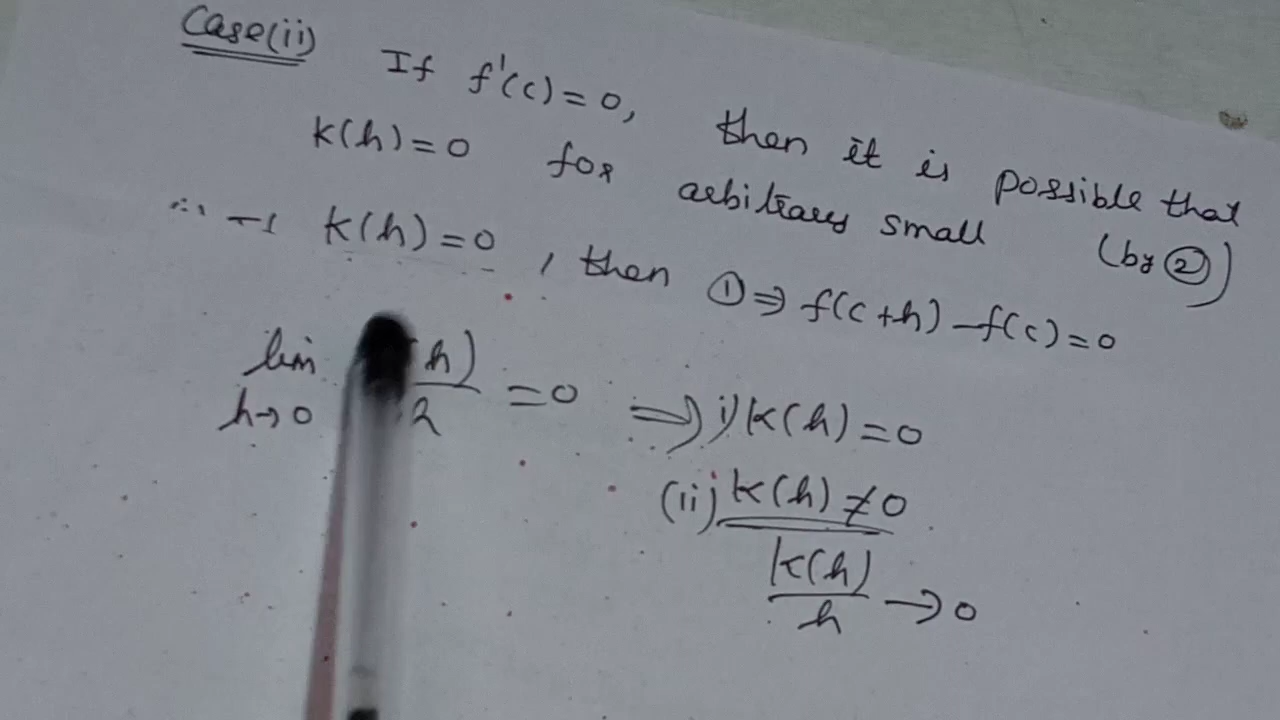 Case(ii) If f'(c) = 0, then it is possible that
k(h) = 0 for arbitrary small (by ②)
k(h) = 0, then ① ⇒ f(c+h) - f(c) = 0
lim h→0 h) h = 0 ⇒ i) k(h) = 0
(ii) k(h) ≠ 0
k(h)/h → 0